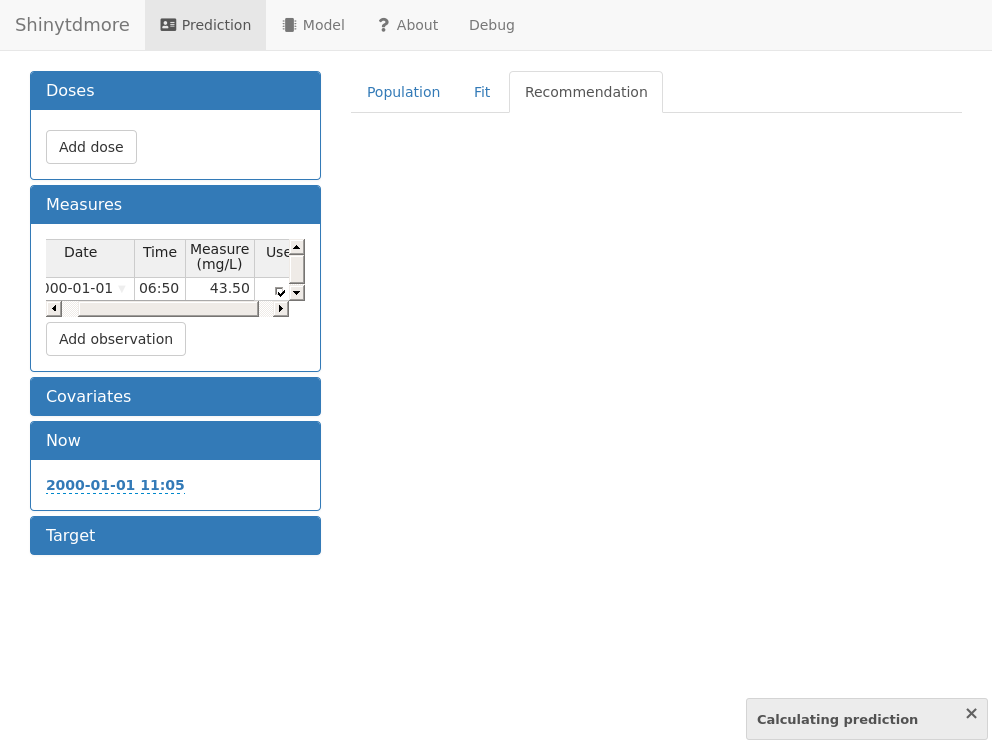 Shinytdmore Prediction Model About Debug
Doses
Add dose
Measures
Date Time Measure (mg/L) Use
00-01-01 06:50 43.50
Add observation
Covariates
Now
2000-01-01 11:05
Target
Population Fit Recommendation
Calculating prediction